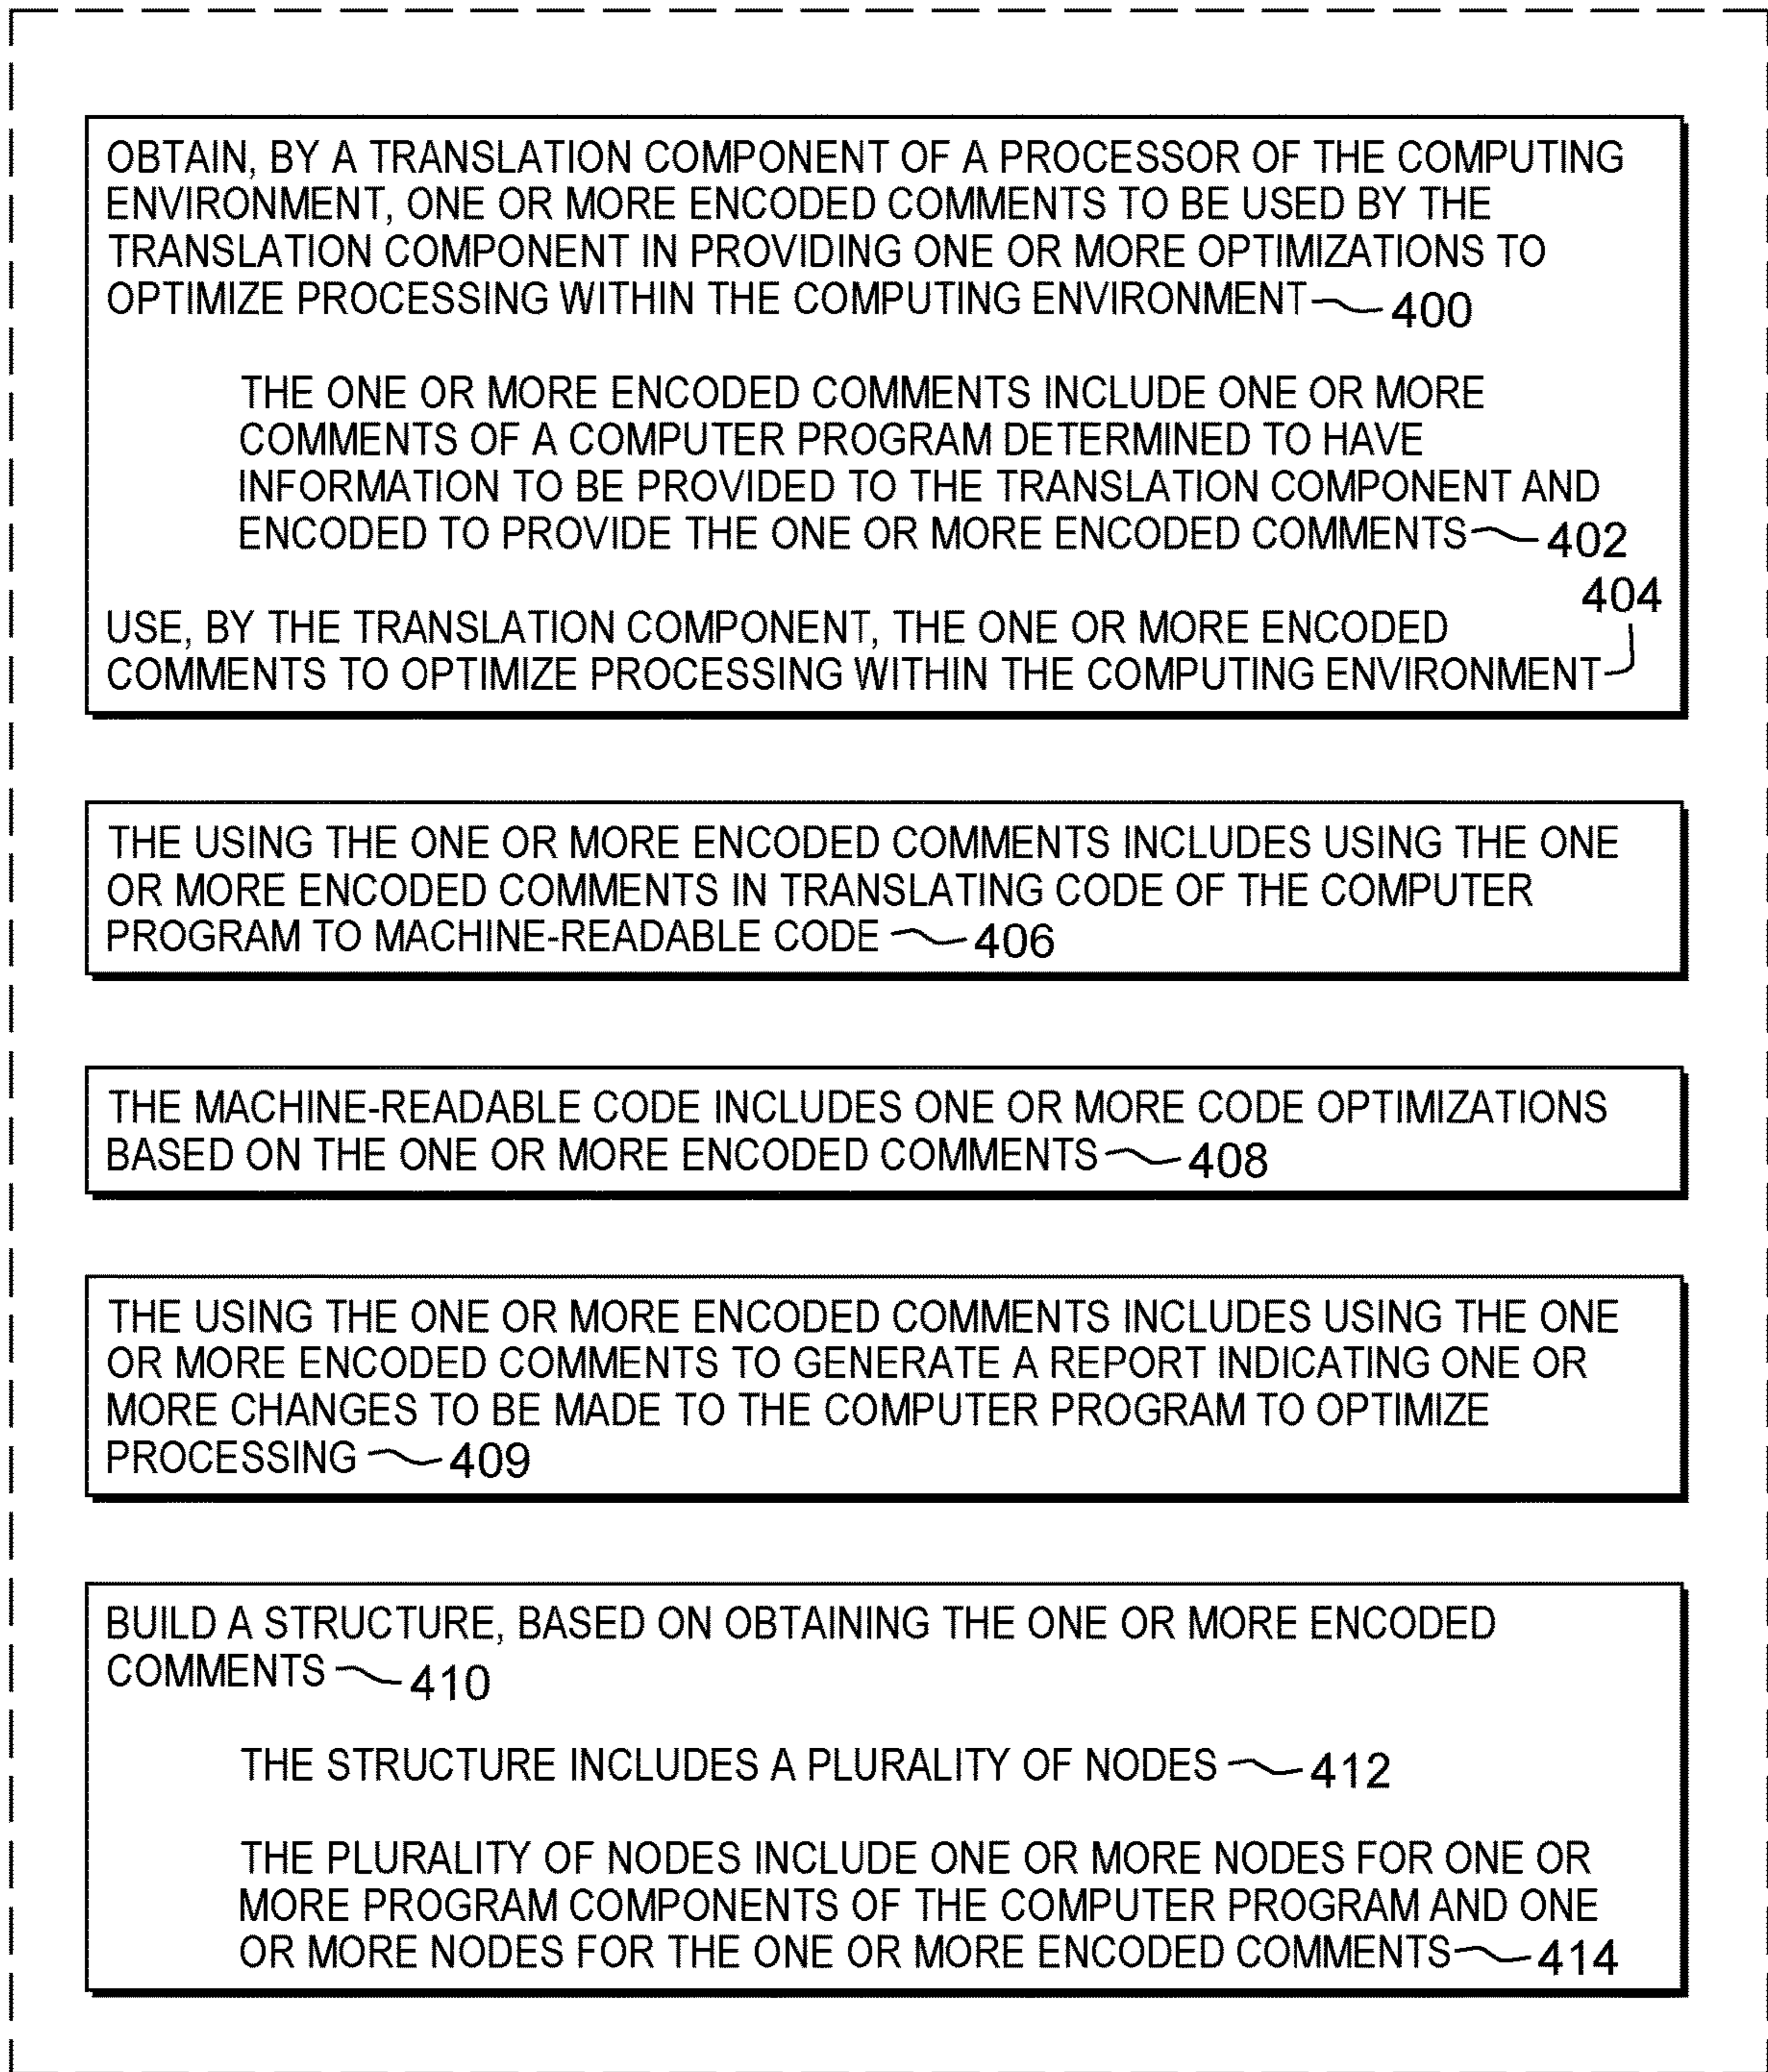 OBTAIN, BY A TRANSLATION COMPONENT OF A PROCESSOR OF THE COMPUTING
ENVIRONMENT, ONE OR MORE ENCODED COMMENTS TO BE USED BY THE
TRANSLATION COMPONENT IN PROVIDING ONE OR MORE OPTIMIZATIONS TO
OPTIMIZE PROCESSING WITHIN THE COMPUTING ENVIRONMENT 400
THE ONE OR MORE ENCODED COMMENTS INCLUDE ONE OR MORE
COMMENTS OF A COMPUTER PROGRAM DETERMINED TO HAVE
INFORMATION TO BE PROVIDED TO THE TRANSLATION COMPONENT AND
ENCODED TO PROVIDE THE ONE OR MORE ENCODED COMMENTS 402
404
USE, BY THE TRANSLATION COMPONENT, THE ONE OR MORE ENCODED
COMMENTS TO OPTIMIZE PROCESSING WITHIN THE COMPUTING ENVIRONMENT
THE USING THE ONE OR MORE ENCODED COMMENTS INCLUDES USING THE ONE
OR MORE ENCODED COMMENTS IN TRANSLATING CODE OF THE COMPUTER
PROGRAM TO MACHINE-READABLE CODE 406
THE MACHINE-READABLE CODE INCLUDES ONE OR MORE CODE OPTIMIZATIONS
BASED ON THE ONE OR MORE ENCODED COMMENTS 408
THE USING THE ONE OR MORE ENCODED COMMENTS INCLUDES USING THE ONE
OR MORE ENCODED COMMENTS TO GENERATE A REPORT INDICATING ONE OR
MORE CHANGES TO BE MADE TO THE COMPUTER PROGRAM TO OPTIMIZE
PROCESSING 409
BUILD A STRUCTURE, BASED ON OBTAINING THE ONE OR MORE ENCODED
COMMENTS 410
THE STRUCTURE INCLUDES A PLURALITY OF NODES 412
THE PLURALITY OF NODES INCLUDE ONE OR MORE NODES FOR ONE OR
MORE PROGRAM COMPONENTS OF THE COMPUTER PROGRAM AND ONE
OR MORE NODES FOR THE ONE OR MORE ENCODED COMMENTS 414